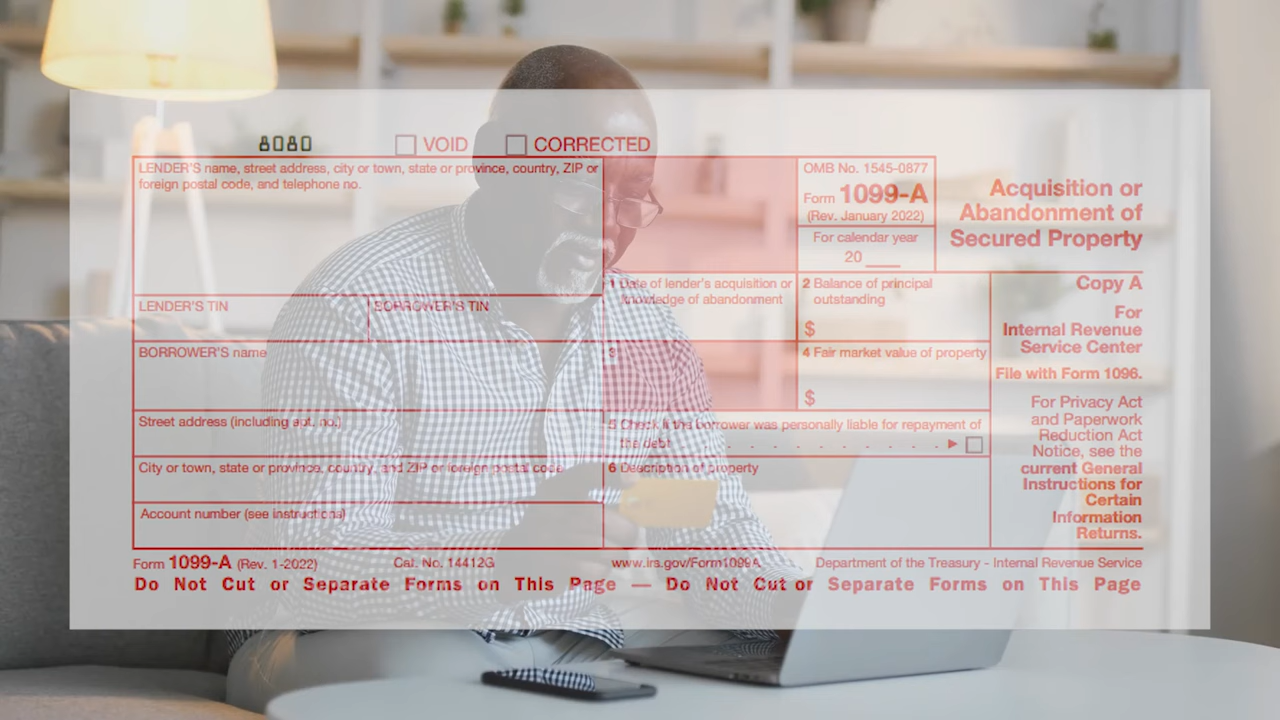 8080 VOID CORRECTED
LENDER'S name, street address, city or town, state or province, country, ZIP or
foreign postal code, and telephone no.
OMB No. 1545-0877
Form 1099-A
(Rev. January 2022)
For calendar year
20 ____
Acquisition or
Abandonment of
Secured Property
1 Date of lender's acquisition or
knowledge of abandonment
2 Balance of principal
outstanding
$
Copy A
For
Internal Revenue
Service Center
File with Form 1096.
For Privacy Act
and Paperwork
Reduction Act
Notice, see the
current General
Instructions for
Certain
Information
Returns.
LENDER'S TIN
BORROWER'S TIN
BORROWER'S name
3
4 Fair market value of property
$
Street address (including apt. no.)
5 Check if the borrower was personally liable for repayment of
the debt . . . . . . . . . . . . . . ►
City or town, state or province, country, and ZIP or foreign postal code
6 Description of property
Account number (see instructions)
Form 1099-A (Rev. 1-2022) Cat. No. 14412G www.irs.gov/Form1099A Department of the Treasury - Internal Revenue Service
Do Not Cut or Separate Forms on This Page — Do Not Cut or Separate Forms on This Page